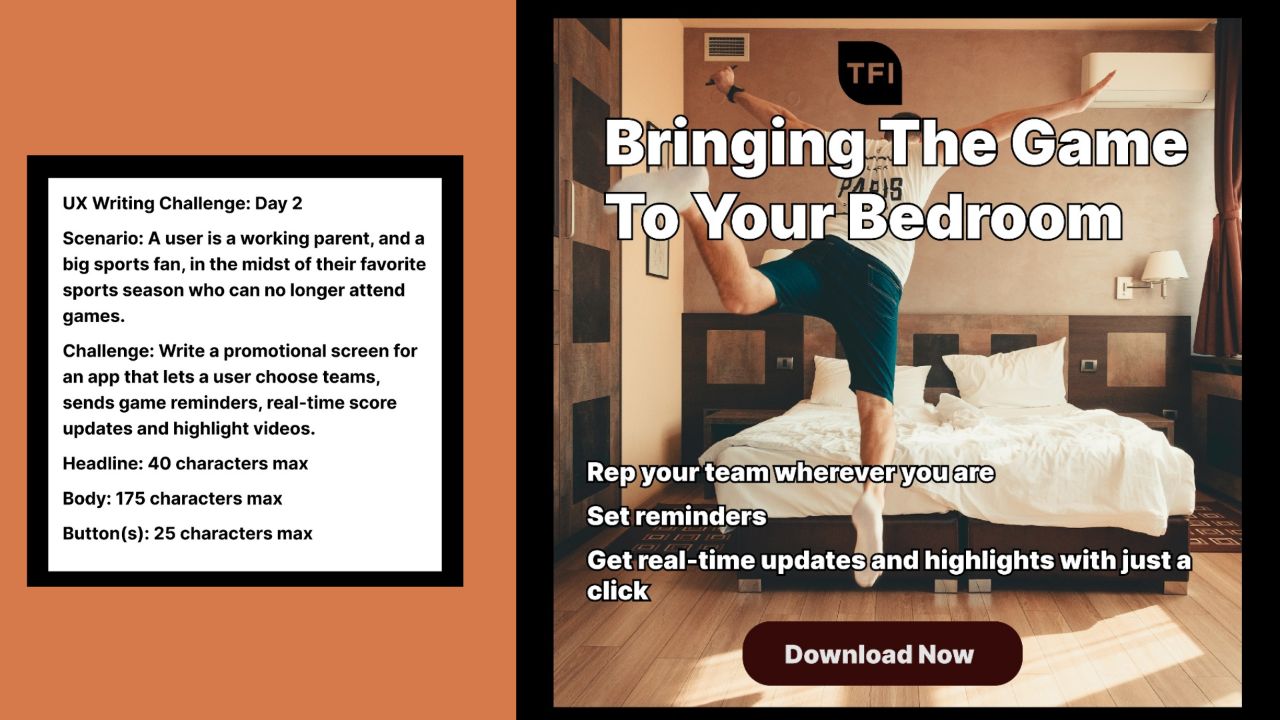 UX Writing Challenge: Day 2
Scenario: A user is a working parent, and a
big sports fan, in the midst of their favorite
sports season who can no longer attend
games.
Challenge: Write a promotional screen for
an app that lets a user choose teams,
sends game reminders, real-time score
updates and highlight videos.
Headline: 40 characters max
Body: 175 characters max
Button(s): 25 characters max
TFI
Bringing The Game
To Your Bedroom
PARIS
Rep your team wherever you are
Set reminders
Get real-time updates and highlights with just a
click
Download Now